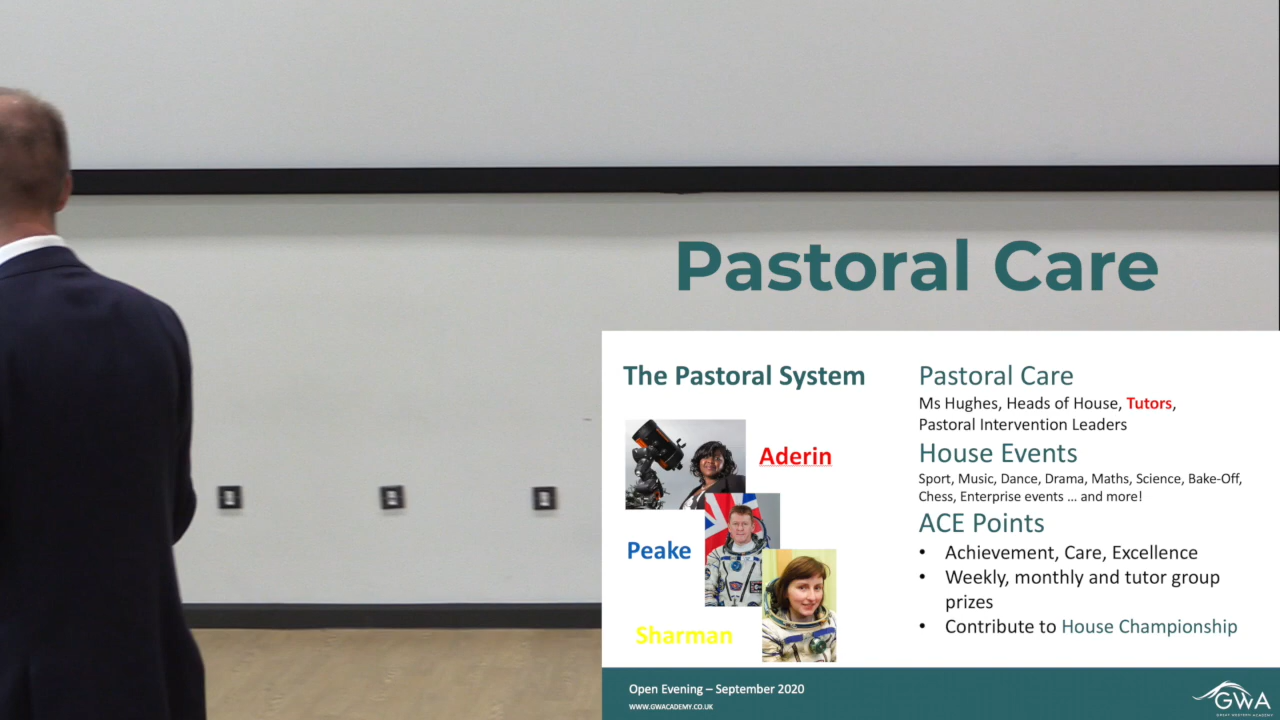 Pastoral Care
The Pastoral System
Aderin
Peake
Sharman
Pastoral Care
Ms Hughes, Heads of House, Tutors,
Pastoral Intervention Leaders
House Events
Sport, Music, Dance, Drama, Maths, Science, Bake-Off,
Chess, Enterprise events ... and more!
ACE Points
• Achievement, Care, Excellence
• Weekly, monthly and tutor group
prizes
• Contribute to House Championship
Open Evening – September 2020
WWW.GWACADEMY.CO.UK
GWA
GREAT WESTERN ACADEMY